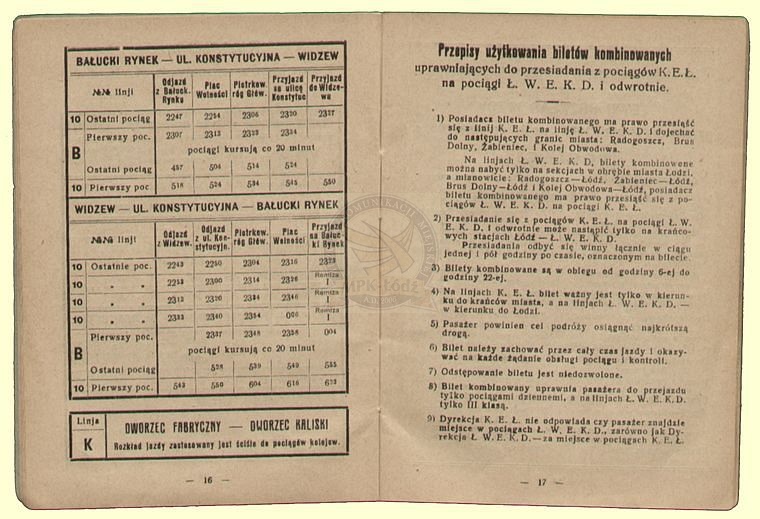 BAŁUCKI RYNEK — UL. KONSTYTUCYJNA — WIDZEW
№№ linji | Odjazd z Bałuck. Rynku | Plac Wolności | Piotrkow. róg Główn. | Przyjazd na ulicę Konstytuc | Przyjazd do Widzewa
10 Ostatni pociąg 2247 2254 2306 2320 2327
B Pierwszy poc. 2307 2313 2323 2334
pociągi kursują co 20 minut
Ostatni pociąg 457 504 514 524
10 Pierwszy poc. 518 524 534 545 550
WIDZEW — UL. KONSTYTUCYJNA — BAŁUCKI RYNEK
№№ linji | Odjazd z Widzew. | Odjazd z ul. Konstytucyjn. | Piotrkow. róg Główn. | Plac Wolności | Przyjazd na Bałucki Rynek
10 Ostatnie poc. 2243 2250 2304 2316 2323
10 „ „ 2253 2300 2314 2326 Remiza I
10 „ „ 2313 2320 2334 2346 Remiza I
10 „ „ 2333 2340 2354 006 Remiza I
B Pierwszy poc. 2337 2348 2358 004
pociągi kursują co 20 minut
Ostatni pociąg 528 539 549 555
10 Pierwszy poc. 543 550 604 616 623
Linja
K
DWORZEC FABRYCZNY — DWORZEC KALISKI
Rozkład jazdy zastosowany jest ściśle do pociągów kolejow.
— 16 —
Przepisy użytkowania biletów kombinowanych
uprawniających do przesiadania z pociągów K. E. Ł.
na pociągi Ł. W. E. K. D. i odwrotnie.
1) Posiadacz biletu kombinowanego ma prawo przesiąść
się z linji K. E. Ł. na linję Ł. W. E. K. D. i dojechać
do następujących granic miasta: Radogoszcz, Brus
Dolny, Żabieniec, i Kolej Obwodowa.
Na linjach Ł. W. E. K. D, bilety kombinowene
można nabyć tylko na sekcjach w obrębie miasta Łodzi,
a mianowicie: Radogoszcz—Łódź, Żabieniec—Łódź,
Brus Dolny—Łódź i Kolej Obwodowa—Łódź, posiadacz
biletu kombinowanego ma prawo przesiąść się z po-
ciągów Ł. W. E. K. D. na pociągi K. E. Ł.
2) Przesiadanie się z pociągów K. E. Ł. na pociągi Ł. W.
E. K. D. i odwrotnie może nastąpić tylko na krańco-
wych stacjach Łódź — Ł. W. E. K. D.
Przesiadania odbyć się winny łącznie w ciągu
jednej i pół godziny po czasie, oznaczonym na bilecie.
3) Bilety kombinowane są w obiegu od godziny 6-ej do
godziny 22-ej.
4) Na linjach K. E. Ł. bilet ważny jest tylko w kierun-
ku do krańców miasta, a na linjach Ł. W. E. K. D. —
w kierunku do Łodzi.
5) Pasażer powinien cel podróży osiągnąć najkrótszą
drogą.
6) Bilet należy zachować przez cały czas jazdy i okazy-
wać na każde żądanie obsługi pociągu i kontroli.
7) Odstępowanie biletu jest niedozwolone.
8) Bilet kombinowany uprawnia pasażera do przejazdu
tylko pociągami dziennemi, a na linjach Ł. W. E. K. D.
tylko III klasą.
9) Dyrekcja K. E. Ł. nie odpowiada czy pasażer znajdzie
miejsce w pociągach Ł. W. E. K. D., zarówno jak Dy-
rekcja Ł. W. E. K. D.—za miejsce w pociągach K. E. Ł.
— 17 —